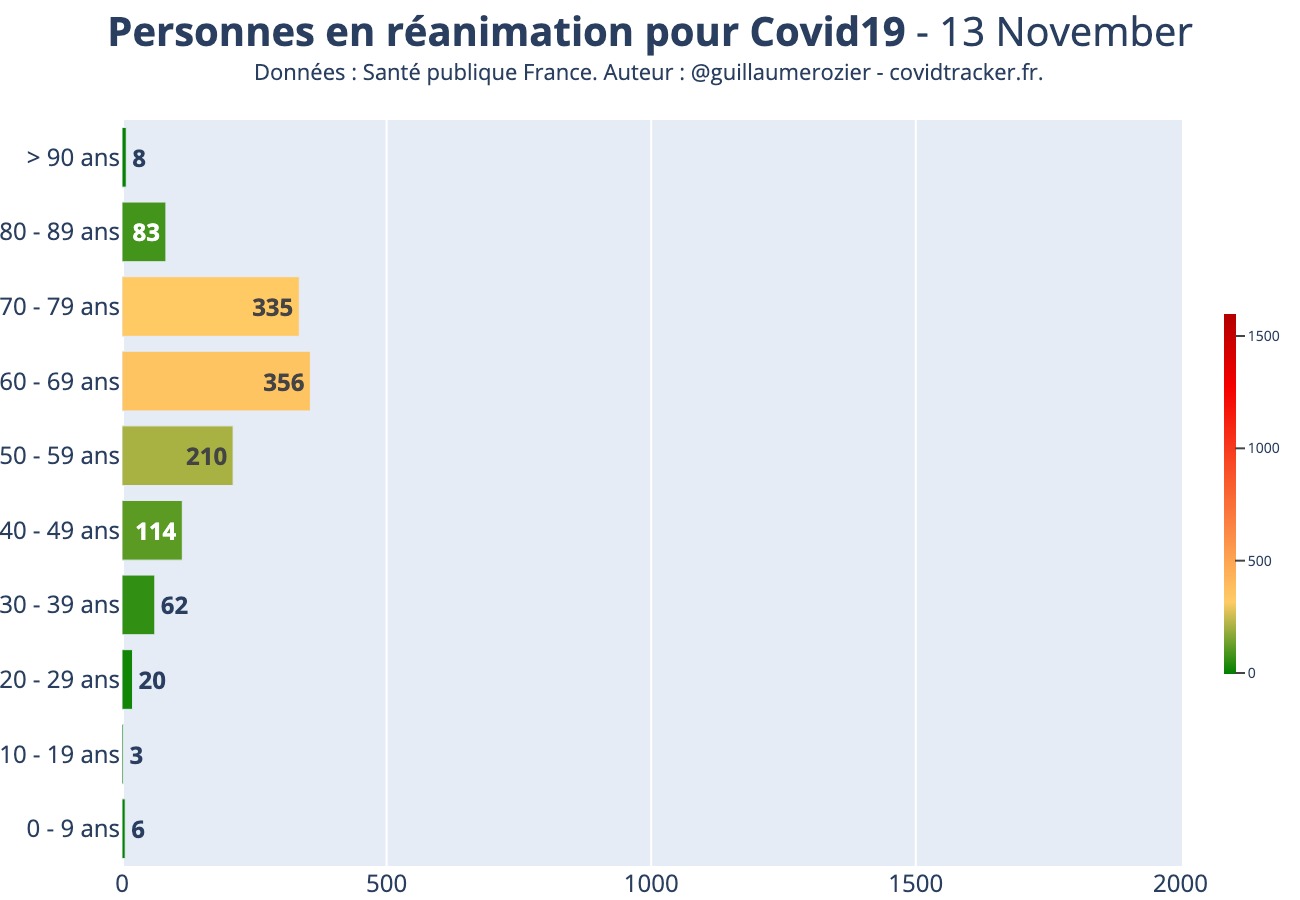 Personnes en réanimation pour Covid19 - 13 November
Données : Santé publique France. Auteur : @guillaumerozier - covidtracker.fr.
> 90 ans 8
80 - 89 ans 83
70 - 79 ans 335
60 - 69 ans 356
50 - 59 ans 210
40 - 49 ans 114
30 - 39 ans 62
20 - 29 ans 20
10 - 19 ans 3
0 - 9 ans 6
0 500 1000 1500 2000
1500
1000
500
0